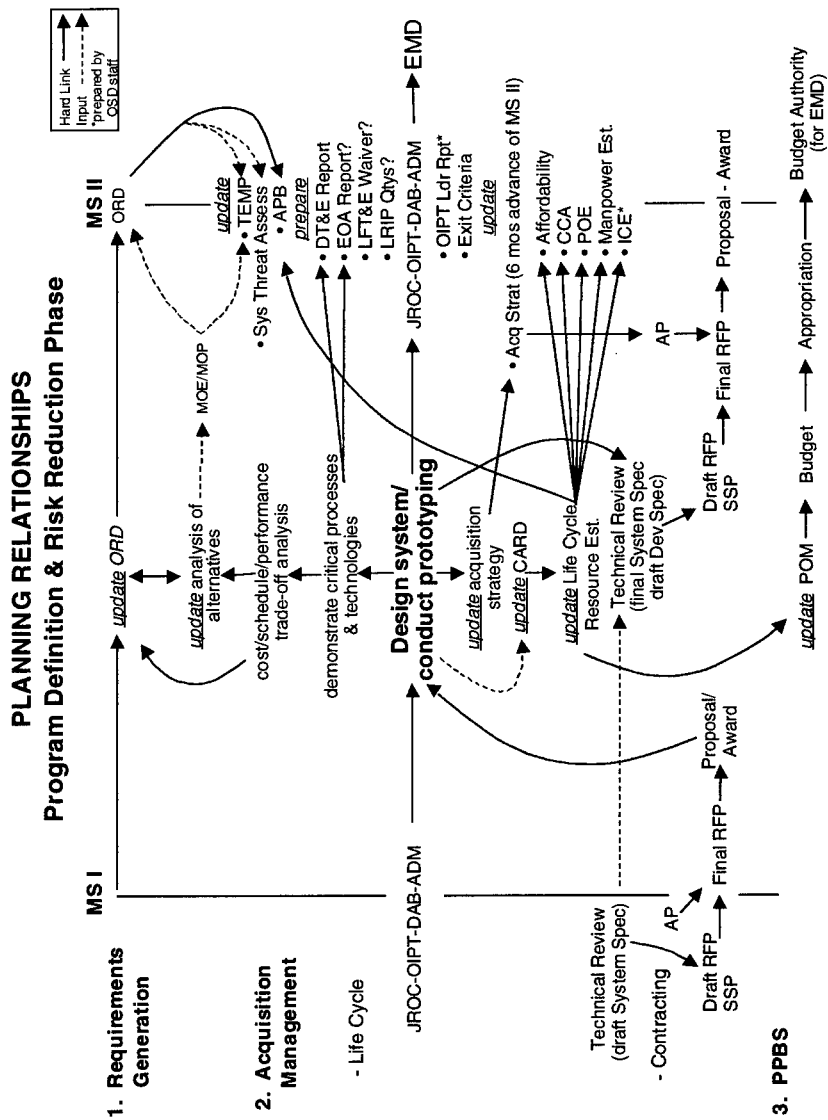 PLANNING RELATIONSHIPS
Program Definition & Risk Reduction Phase
Hard Link
Input
*prepared by
OSD staff
MS I
MS II
1. Requirements
Generation
update ORD
ORD
update analysis of
alternatives
MOE/MOP
update
• TEMP
• Sys Threat Assess
• APB
2. Acquisition
Management
cost/schedule/performance
trade-off analysis
prepare
• DT&E Report
• EOA Report?
• LFT&E Waiver?
• LRIP Qtys?
- Life Cycle
demonstrate critical processes
& technologies
JROC-OIPT-DAB-ADM
Design system/
conduct prototyping
JROC-OIPT-DAB-ADM
EMD
• OIPT Ldr Rpt*
• Exit Criteria
update
update acquisition
strategy
• Acq Strat (6 mos advance of MS II)
update CARD
• Affordability
• CCA
• POE
• Manpower Est.
• ICE*
update Life Cycle
Resource Est.
Technical Review
(draft System Spec)
Technical Review
(final System Spec
draft Dev Spec)
- Contracting
AP
AP
Draft RFP
SSP
Final RFP
Proposal/
Award
Draft RFP
SSP
Final RFP
Proposal - Award
3. PPBS
update POM
Budget
Appropriation
Budget Authority
(for EMD)